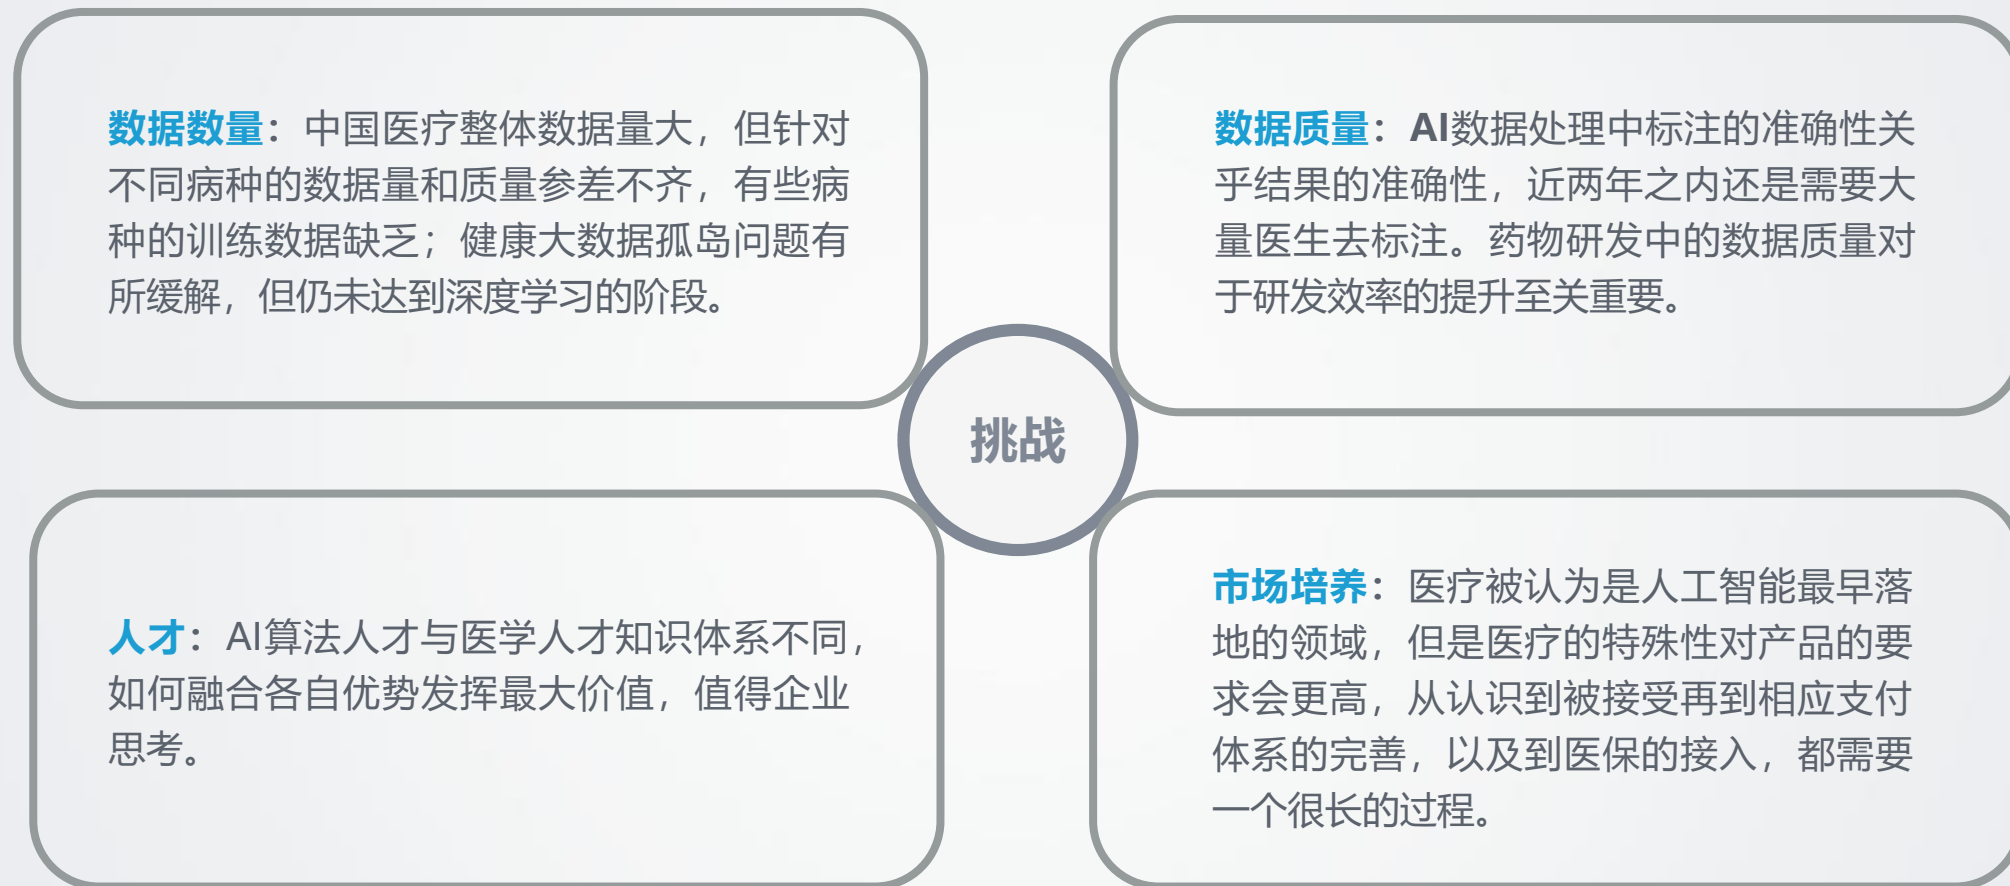 数据数量：中国医疗整体数据量大，但针对
不同病种的数据量和质量参差不齐，有些病
种的训练数据缺乏；健康大数据孤岛问题有
所缓解，但仍未达到深度学习的阶段。
数据质量：AI数据处理中标注的准确性关
乎结果的准确性，近两年之内还是需要大
量医生去标注。药物研发中的数据质量对
于研发效率的提升至关重要。
挑战
人才：AI算法人才与医学人才知识体系不同，
如何融合各自优势发挥最大价值，值得企业
思考。
市场培养：医疗被认为是人工智能最早落
地的领域，但是医疗的特殊性对产品的要
求会更高，从认识到被接受再到相应支付
体系的完善，以及到医保的接入，都需要
一个很长的过程。